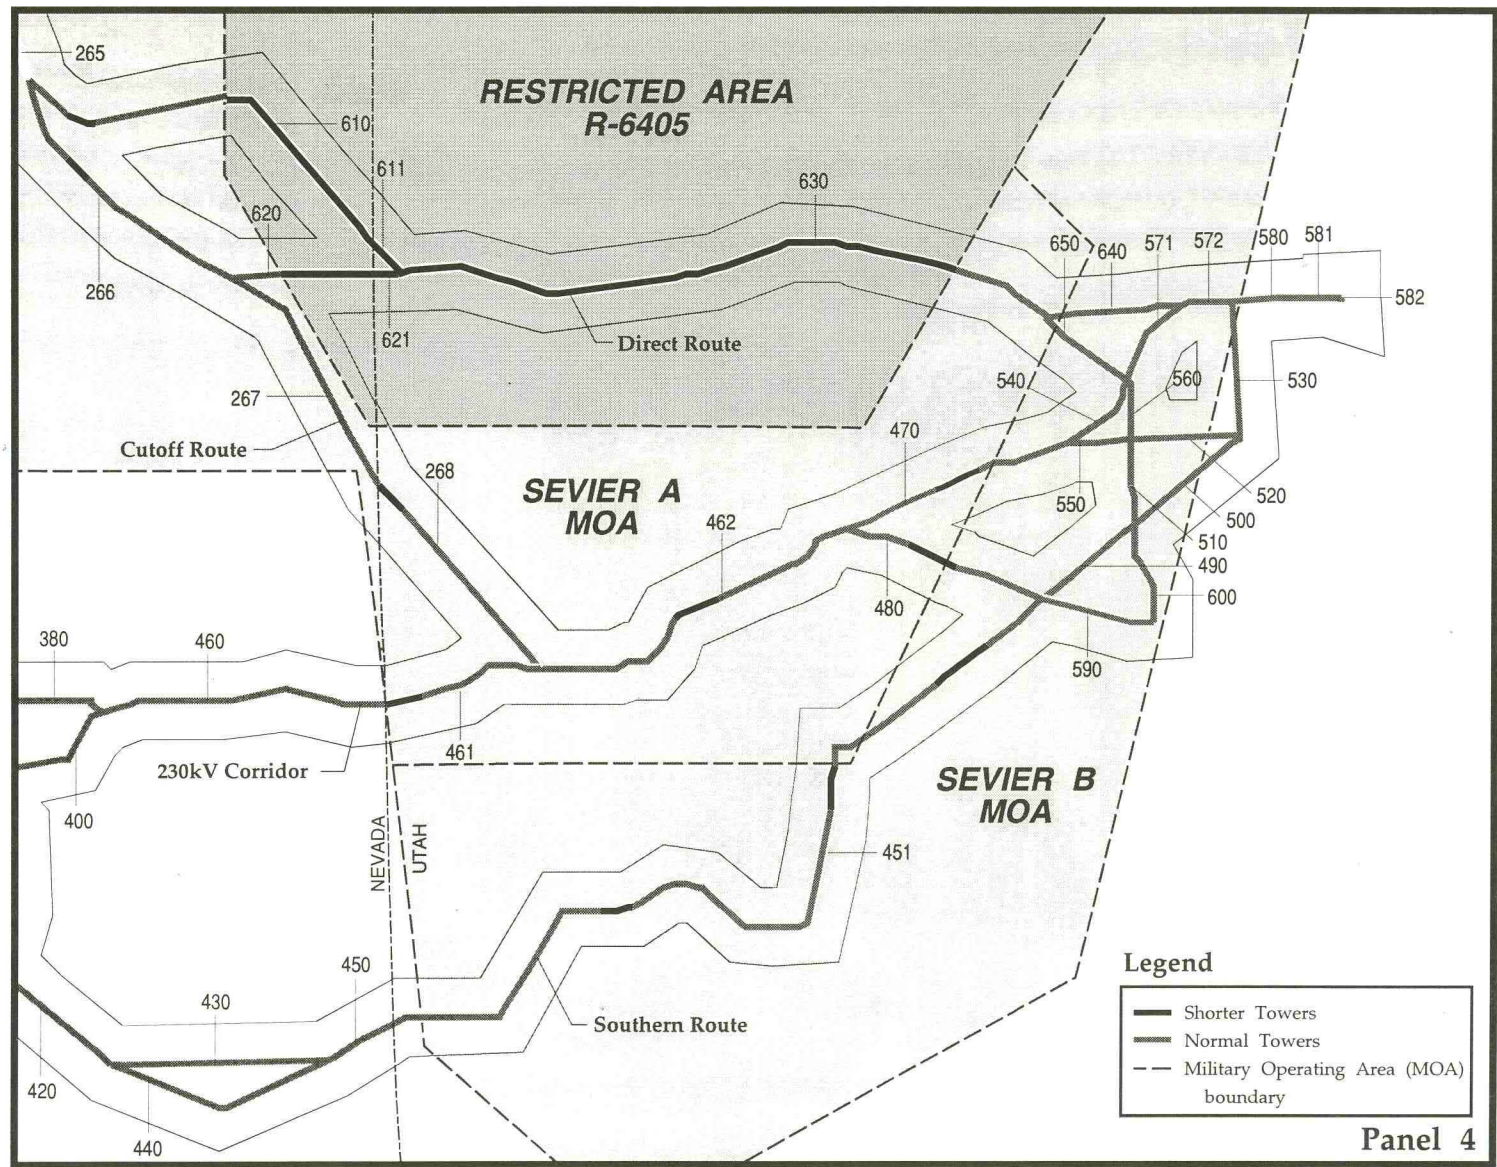 265
RESTRICTED AREA
R-6405
610
611
630
620
650
640
571
572
580
581
582
266
621
Direct Route
540
560
530
267
470
Cutoff Route
268
SEVIER A
MOA
462
550
520
500
510
490
480
600
380
460
590
461
230kV Corridor
SEVIER B
MOA
400
NEVADA
UTAH
451
Legend
450
430
Southern Route
Shorter Towers
Normal Towers
Military Operating Area (MOA)
boundary
420
440
Panel 4